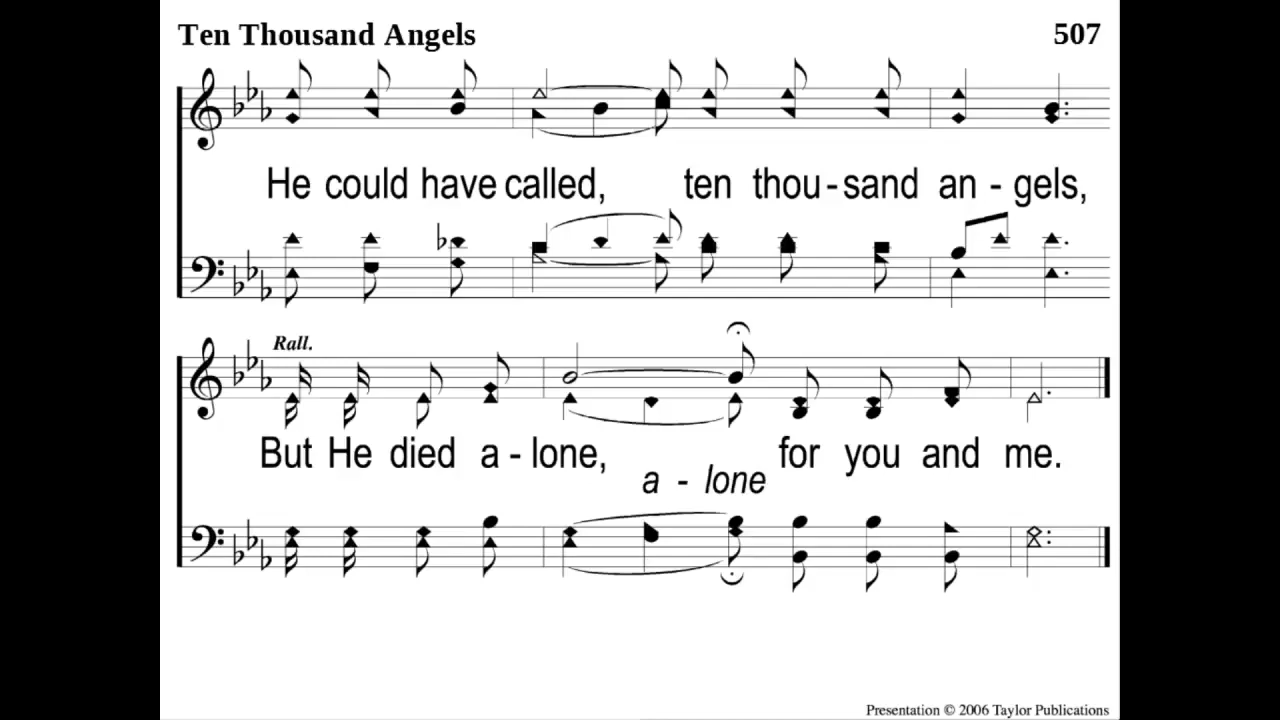 Ten Thousand Angels 507
He could have called, ten thou - sand an - gels,
Rall.
But He died a - lone, for you and me.
a - lone
Presentation © 2006 Taylor Publications